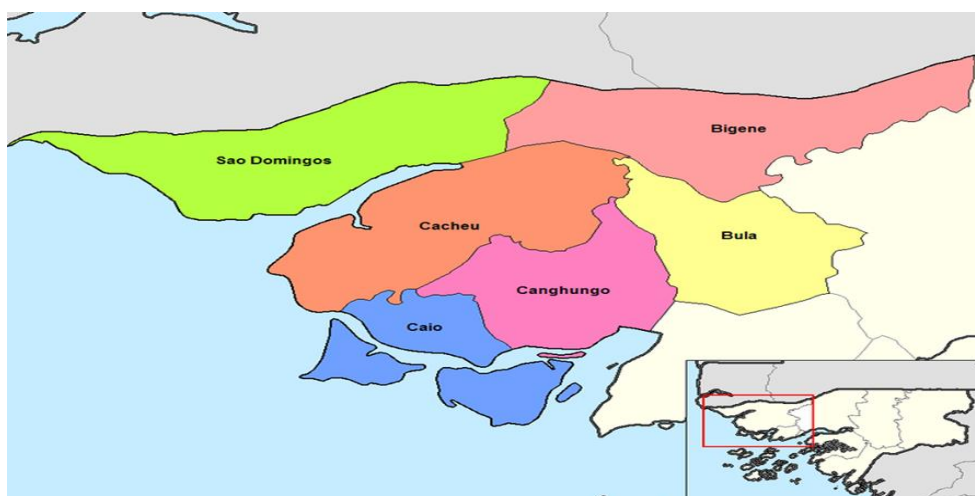 Bigene
Sao Domingos
Cacheu
Bula
Canghungo
Caio